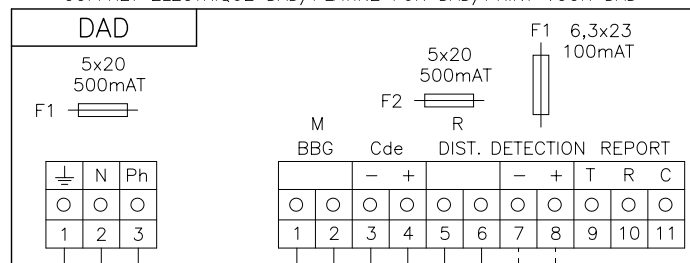 DAD
5x20
500mAT
F1
5x20
500mAT
F2
F1 6,3x23
100mAT
M
BBG Cde
R
DIST. DETECTION REPORT
N Ph
1 2 3
− + − + T R C
1 2 3 4 5 6 7 8 9 10 11